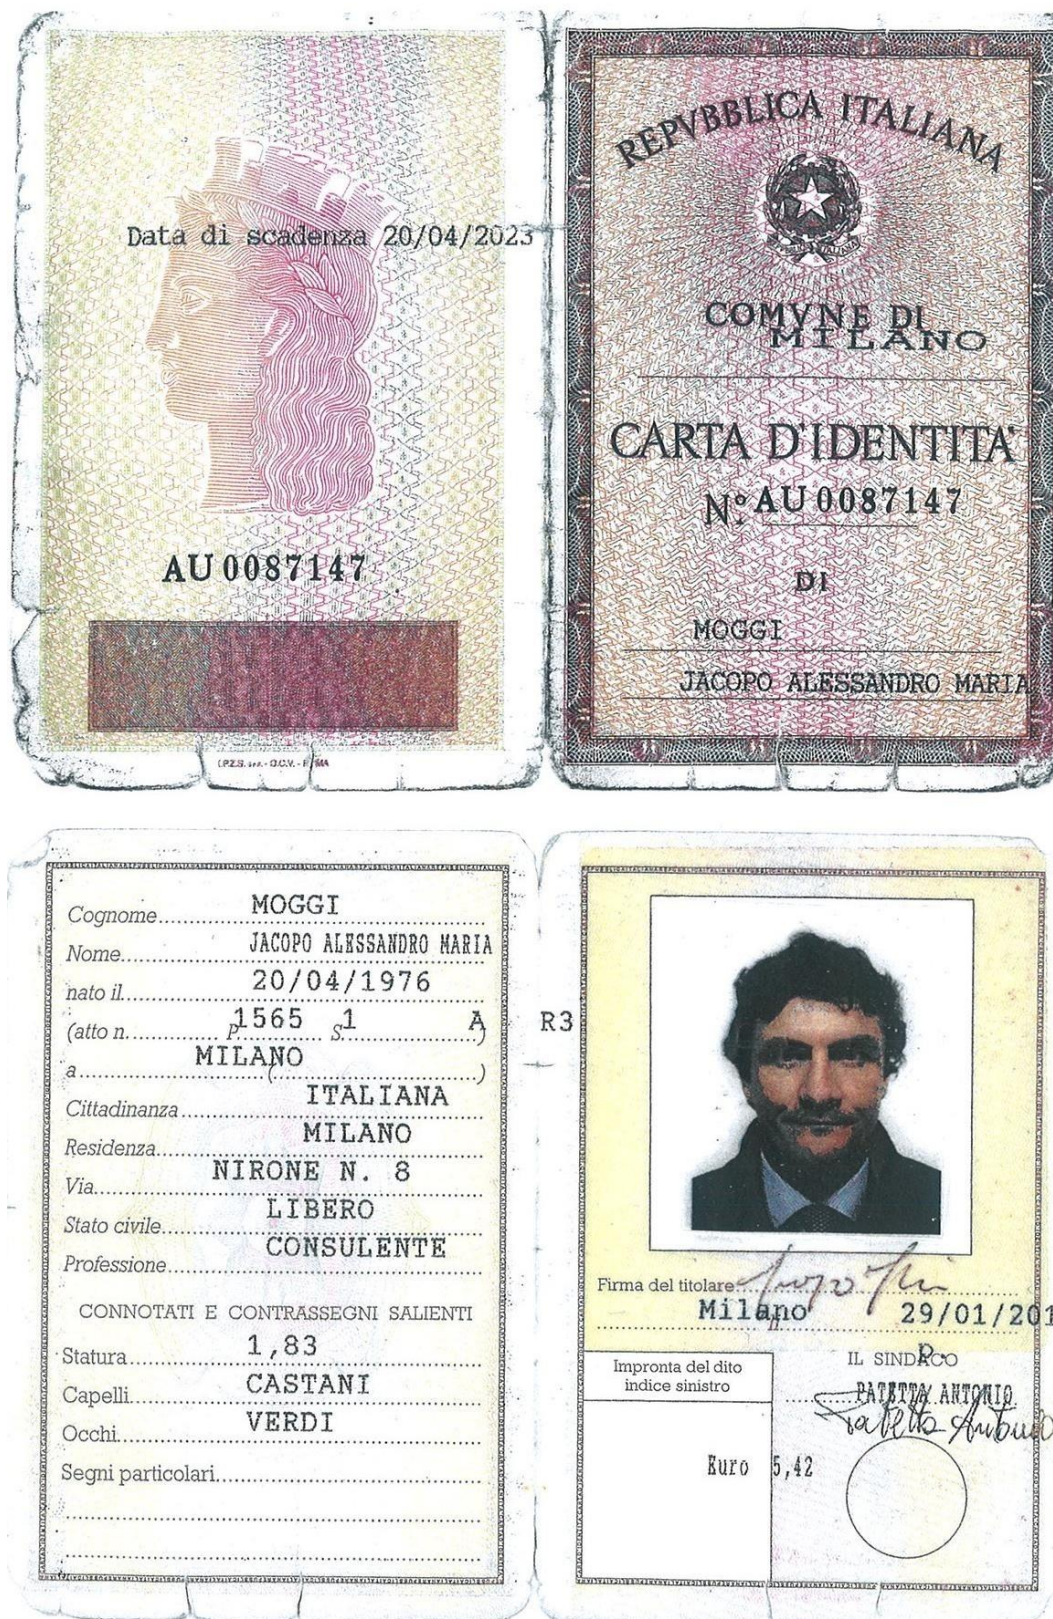 Data di scadenza 20/04/2023
AU 0087147
REPVBBLICA ITALIANA
COMVNE DI
MILANO
CARTA D'IDENTITA'
N° AU 0087147
DI
MOGGI
JACOPO ALESSANDRO MARIA
Cognome MOGGI
Nome JACOPO ALESSANDRO MARIA
nato il 20/04/1976
(atto n. 1565 P 1 S A)
a MILANO ( )
Cittadinanza ITALIANA
Residenza MILANO
Via NIRONE N. 8
Stato civile LIBERO
Professione CONSULENTE
CONNOTATI E CONTRASSEGNI SALIENTI
Statura 1,83
Capelli CASTANI
Occhi VERDI
Segni particolari
R3
Firma del titolare
Milano 29/01/201
Impronta del dito
indice sinistro
IL SINDACO
PATETTA ANTONIO
Patetta Antonio
Euro 5,42